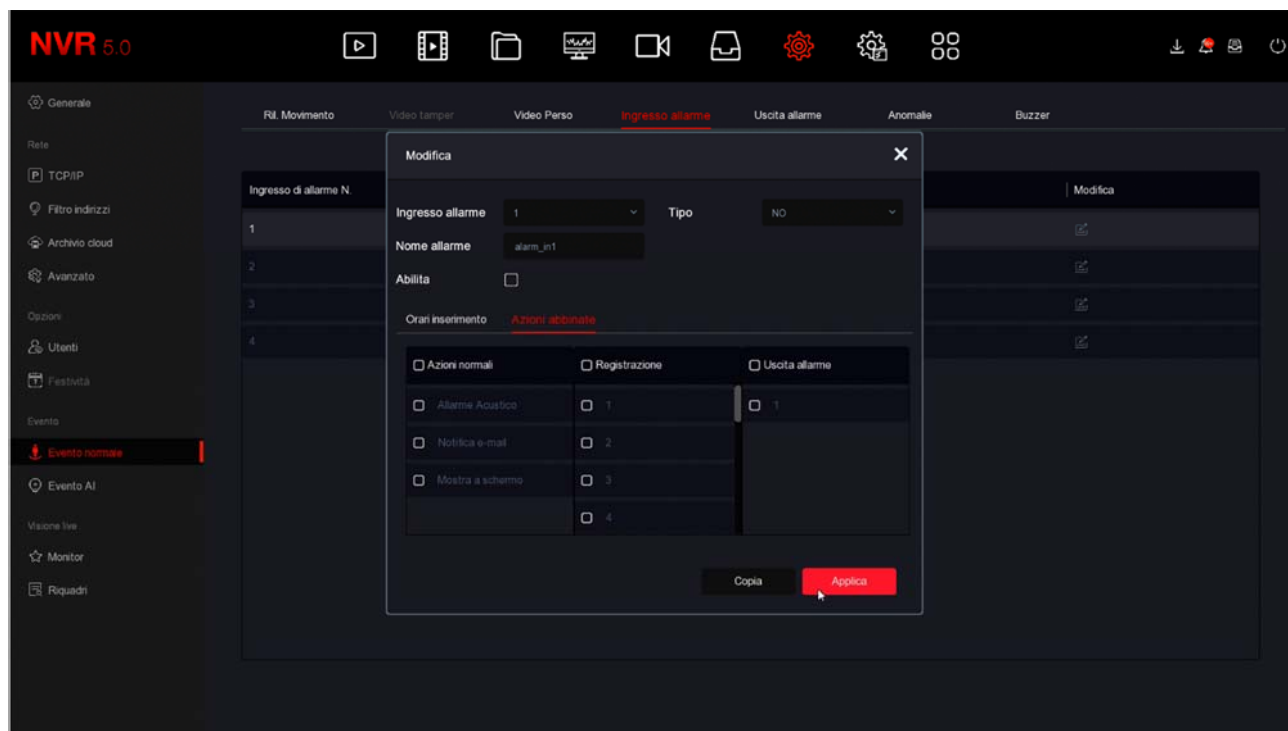 NVR 5.0
Generale
Rete
P TCP/IP
Filtro indirizzi
Archivio cloud
Avanzato
Opzioni
Utenti
Festività
Evento
Evento normale
Evento AI
Visione live
Monitor
Riquadri
Ril. Movimento Video tamper Video Perso Ingresso allarme Uscita allarme Anomalie Buzzer
Ingresso di allarme N. Modifica
1
2
3
4
Modifica
Ingresso allarme 1 Tipo NO
Nome allarme alarm_in1
Abilita
Orari inserimento Azioni abbinate
Azioni normali Registrazione Uscita allarme
Allarme Acustico 1 1
Notifica e-mail 2
Mostra a schermo 3
4
Copia Applica